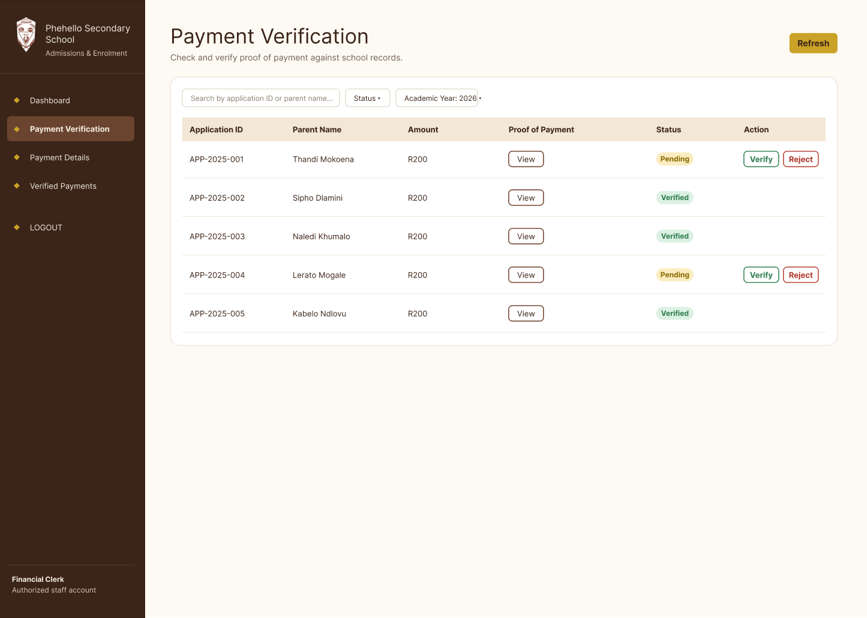 Phehello Secondary
School
Admissions & Enrolment
Dashboard
Payment Verification
Payment Details
Verified Payments
LOGOUT
Financial Clerk
Authorized staff account
Payment Verification
Check and verify proof of payment against school records.
Refresh
Search by application ID or parent name... Status Academic Year: 2026
Application ID Parent Name Amount Proof of Payment Status Action
APP-2025-001 Thandi Mokoena R200 View Pending Verify Reject
APP-2025-002 Sipho Dlamini R200 View Verified
APP-2025-003 Naledi Khumalo R200 View Verified
APP-2025-004 Lerato Mogale R200 View Pending Verify Reject
APP-2025-005 Kabelo Ndlovu R200 View Verified